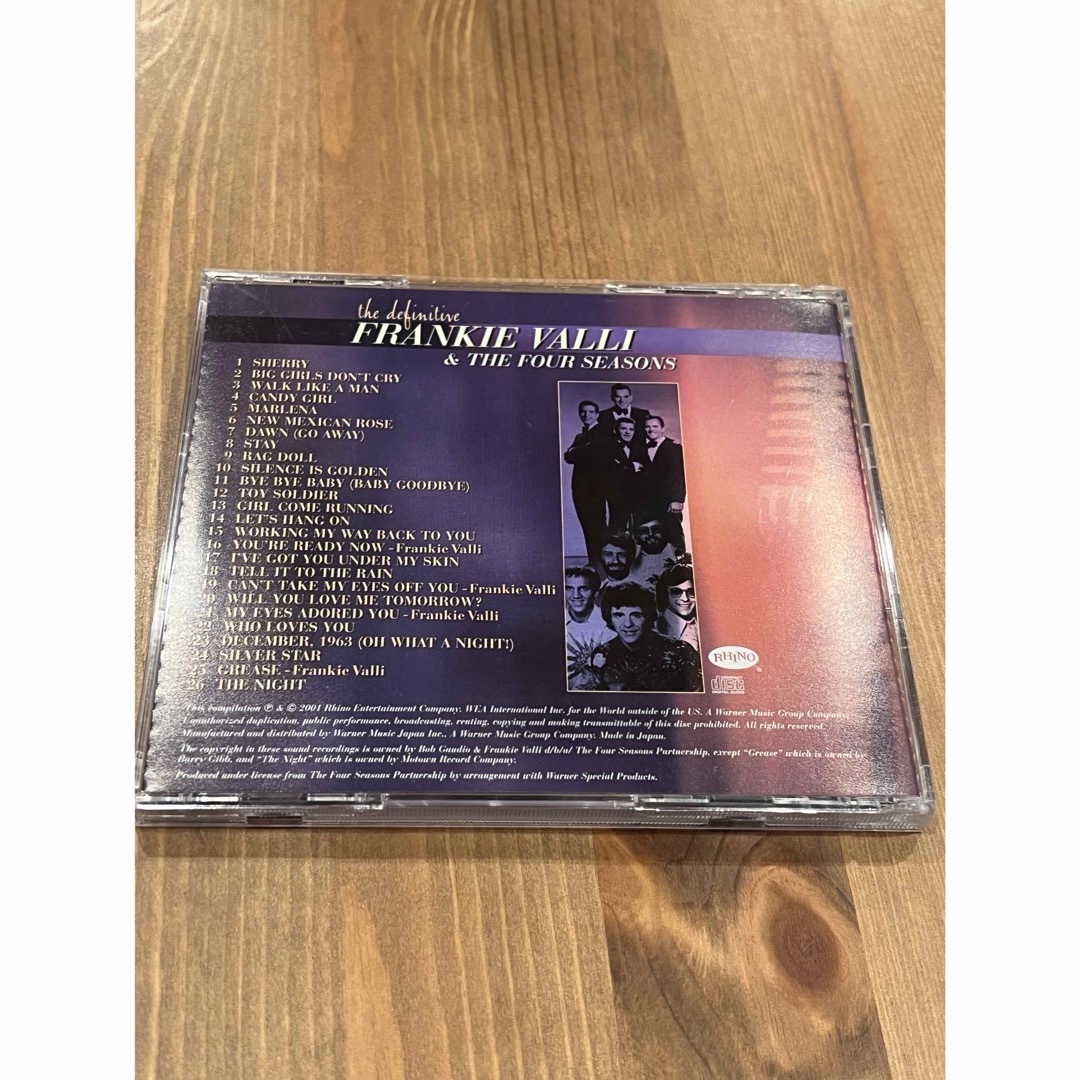 the definitive
FRANKIE VALLI
& THE FOUR SEASONS
1 SHERRY
2 BIG GIRLS DON'T CRY
3 WALK LIKE A MAN
4 CANDY GIRL
5 MARLENA
6 NEW MEXICAN ROSE
7 DAWN (GO AWAY)
8 STAY
9 RAG DOLL
10 SILENCE IS GOLDEN
11 BYE BYE BABY (BABY GOODBYE)
12 TOY SOLDIER
13 GIRL COME RUNNING
14 LET'S HANG ON
15 WORKING MY WAY BACK TO YOU
16 YOU'RE READY NOW - Frankie Valli
17 I'VE GOT YOU UNDER MY SKIN
18 TELL IT TO THE RAIN
19 CAN'T TAKE MY EYES OFF YOU - Frankie Valli
20 WILL YOU LOVE ME TOMORROW?
21 MY EYES ADORED YOU - Frankie Valli
22 WHO LOVES YOU
23 DECEMBER, 1963 (OH WHAT A NIGHT!)
24 SILVER STAR
25 GREASE - Frankie Valli
26 THE NIGHT
RHINO
COMPACT disc DIGITAL AUDIO
This compilation ℗ & © 2001 Rhino Entertainment Company. WEA International Inc. for the World outside of the US. A Warner Music Group Company.
Unauthorized duplication, public performance, broadcasting, renting, copying and making transmittable of this disc prohibited. All rights reserved.
Manufactured and distributed by Warner Music Japan Inc., A Warner Music Group Company. Made in Japan.
The copyright in these sound recordings is owned by Bob Gaudio & Frankie Valli d/b/a/ The Four Seasons Partnership, except "Grease" which is owned by
Barry Gibb, and "The Night" which is owned by Motown Record Company.
Produced under license from The Four Seasons Partnership by arrangement with Warner Special Products.